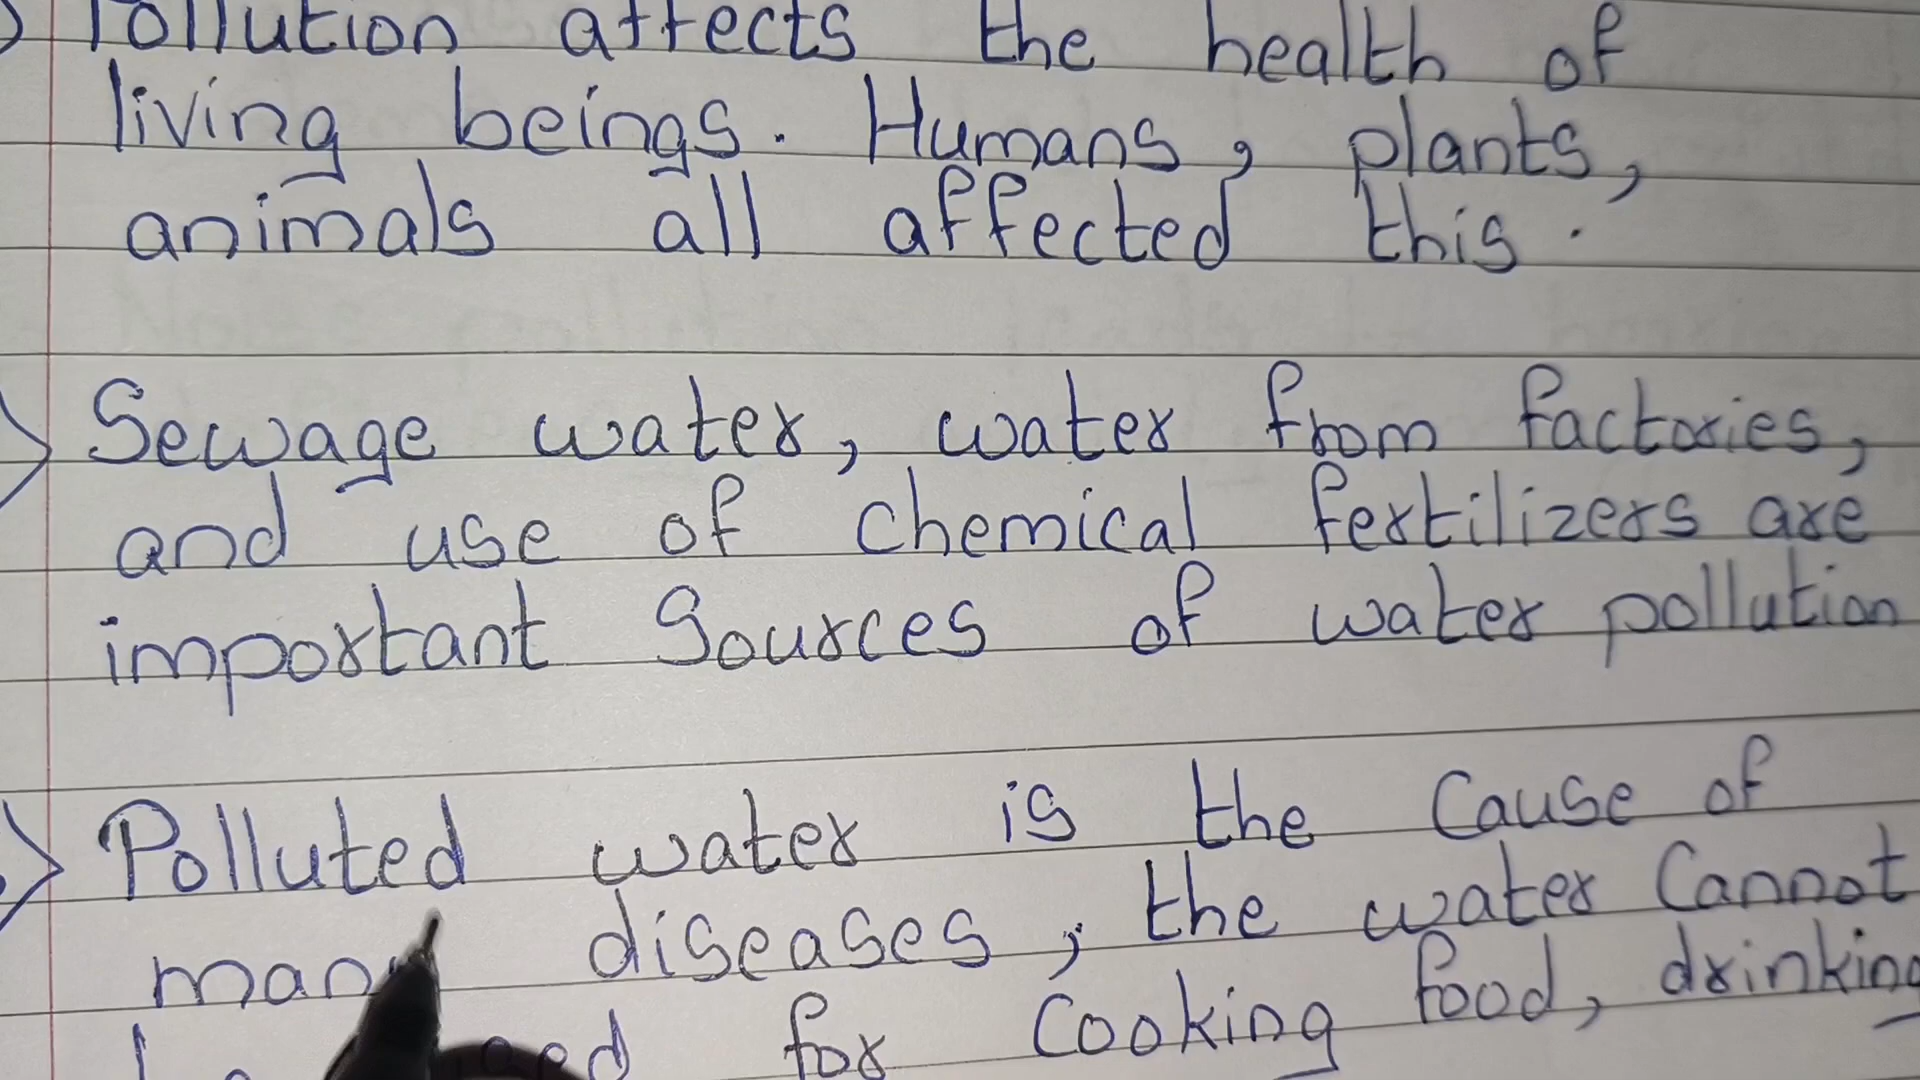 Pollution affects the health of
living beings. Humans, plants,
animals all affected this.
Sewage water, water from factories,
and use of chemical fertilizers are
important Sources of water pollution
Polluted water is the Cause of
diseases, the water Cannot
for Cooking food, drinking